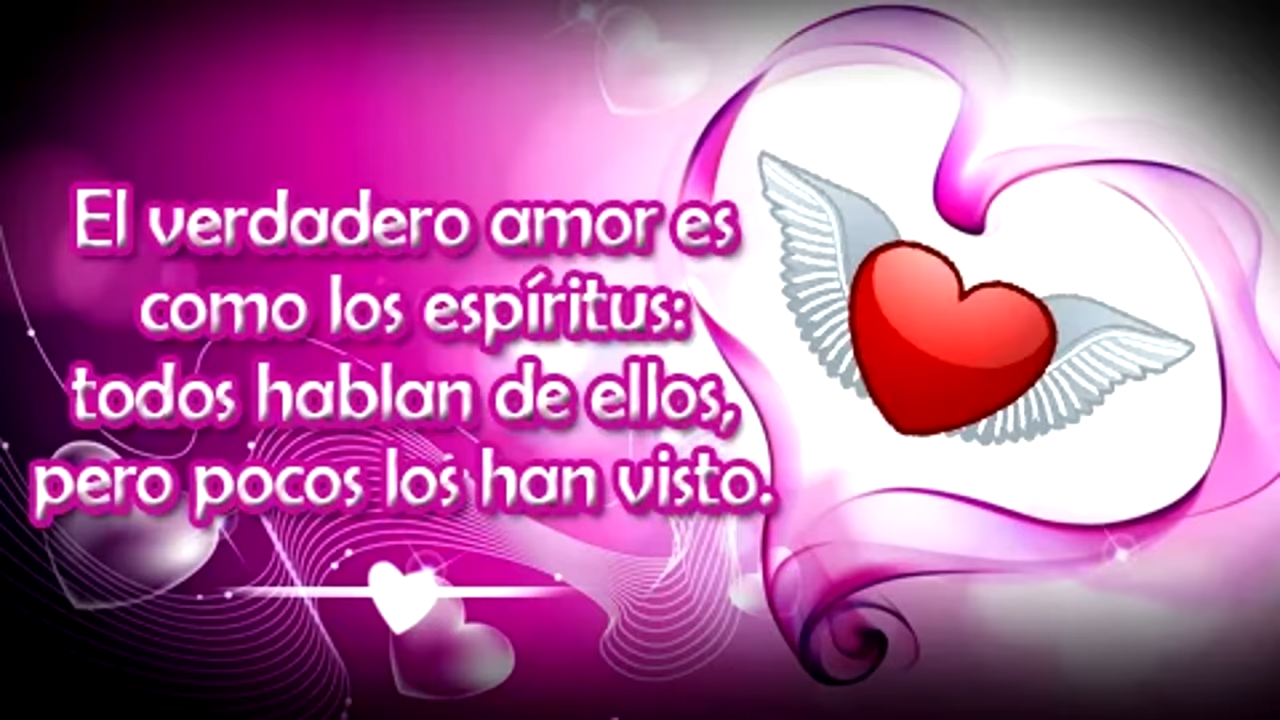 El verdadero amor es
como los espíritus:
todos hablan de ellos,
pero pocos los han visto.